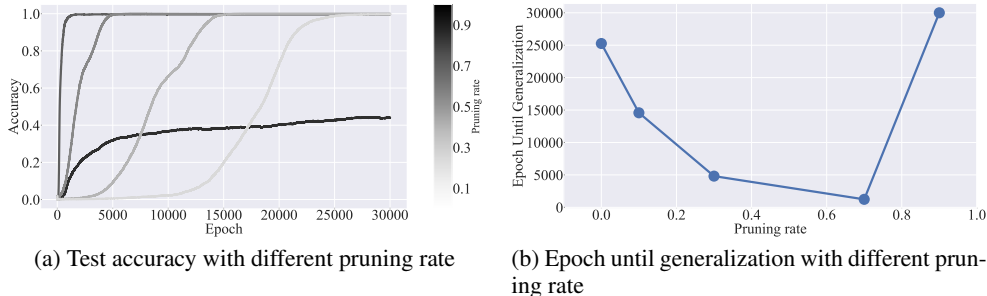 1.0
0.8
0.6
0.4
0.2
0.0
Accuracy
0 5000 10000 15000 20000 25000 30000
Epoch
0.9
0.7
0.5
0.3
0.1
Pruning rate
(a) Test accuracy with different pruning rate
30000
25000
20000
15000
10000
5000
0
Epoch Until Generalization
0.0 0.2 0.4 0.6 0.8 1.0
Pruning rate
(b) Epoch until generalization with different prun-
ing rate